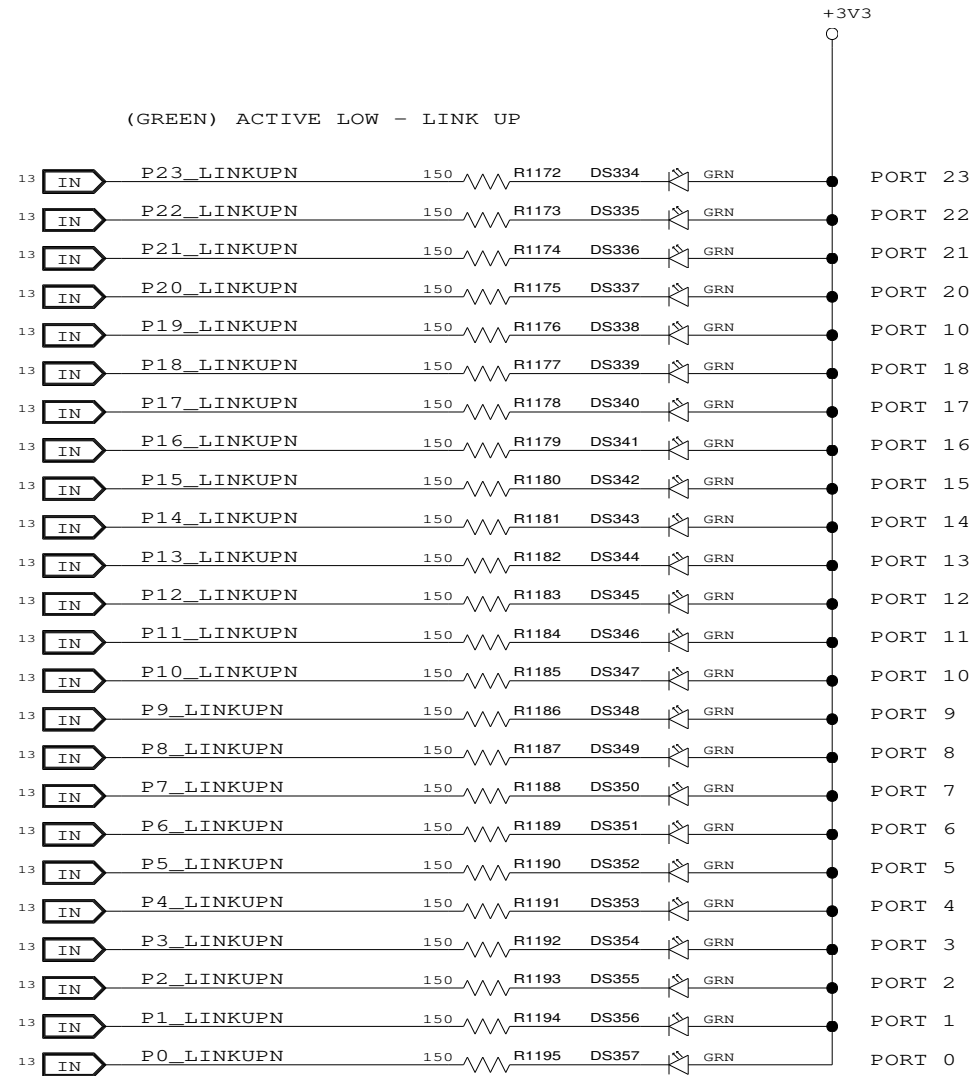 +3V3
(GREEN) ACTIVE LOW - LINK UP
13 IN P23_LINKUPN 150 R1172 DS334 GRN PORT 23
13 IN P22_LINKUPN 150 R1173 DS335 GRN PORT 22
13 IN P21_LINKUPN 150 R1174 DS336 GRN PORT 21
13 IN P20_LINKUPN 150 R1175 DS337 GRN PORT 20
13 IN P19_LINKUPN 150 R1176 DS338 GRN PORT 10
13 IN P18_LINKUPN 150 R1177 DS339 GRN PORT 18
13 IN P17_LINKUPN 150 R1178 DS340 GRN PORT 17
13 IN P16_LINKUPN 150 R1179 DS341 GRN PORT 16
13 IN P15_LINKUPN 150 R1180 DS342 GRN PORT 15
13 IN P14_LINKUPN 150 R1181 DS343 GRN PORT 14
13 IN P13_LINKUPN 150 R1182 DS344 GRN PORT 13
13 IN P12_LINKUPN 150 R1183 DS345 GRN PORT 12
13 IN P11_LINKUPN 150 R1184 DS346 GRN PORT 11
13 IN P10_LINKUPN 150 R1185 DS347 GRN PORT 10
13 IN P9_LINKUPN 150 R1186 DS348 GRN PORT 9
13 IN P8_LINKUPN 150 R1187 DS349 GRN PORT 8
13 IN P7_LINKUPN 150 R1188 DS350 GRN PORT 7
13 IN P6_LINKUPN 150 R1189 DS351 GRN PORT 6
13 IN P5_LINKUPN 150 R1190 DS352 GRN PORT 5
13 IN P4_LINKUPN 150 R1191 DS353 GRN PORT 4
13 IN P3_LINKUPN 150 R1192 DS354 GRN PORT 3
13 IN P2_LINKUPN 150 R1193 DS355 GRN PORT 2
13 IN P1_LINKUPN 150 R1194 DS356 GRN PORT 1
13 IN P0_LINKUPN 150 R1195 DS357 GRN PORT 0